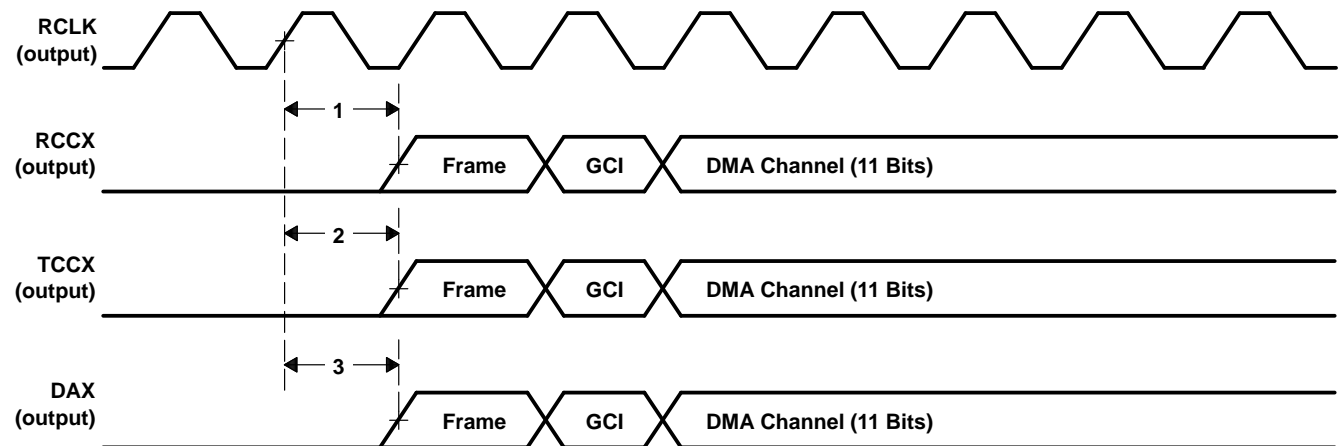 RCLK
(output)
1
RCCX
(output)
Frame
GCI
DMA Channel (11 Bits)
2
TCCX
(output)
Frame
GCI
DMA Channel (11 Bits)
3
DAX
(output)
Frame
GCI
DMA Channel (11 Bits)